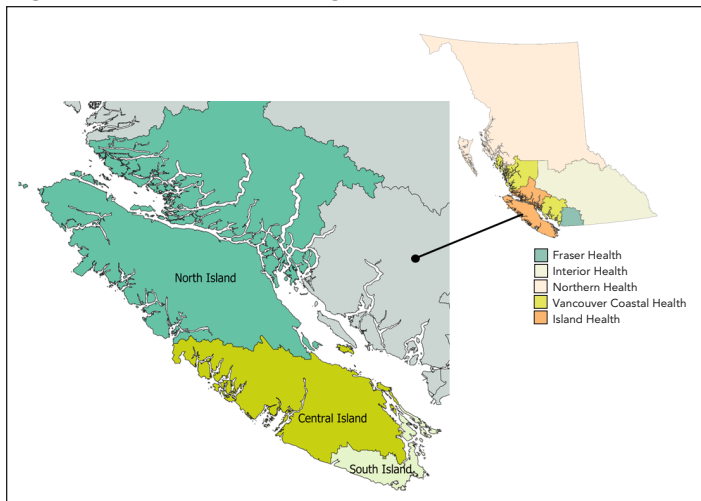 North Island
Central Island
South Island
Fraser Health
Interior Health
Northern Health
Vancouver Coastal Health
Island Health